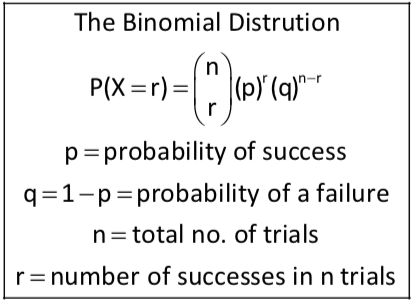 The Binomial Distrution
P(X = r) = (n r) (p)^r (q)^{n−r}
p = probability of success
q = 1 − p = probability of a failure
n = total no. of trials
r = number of successes in n trials